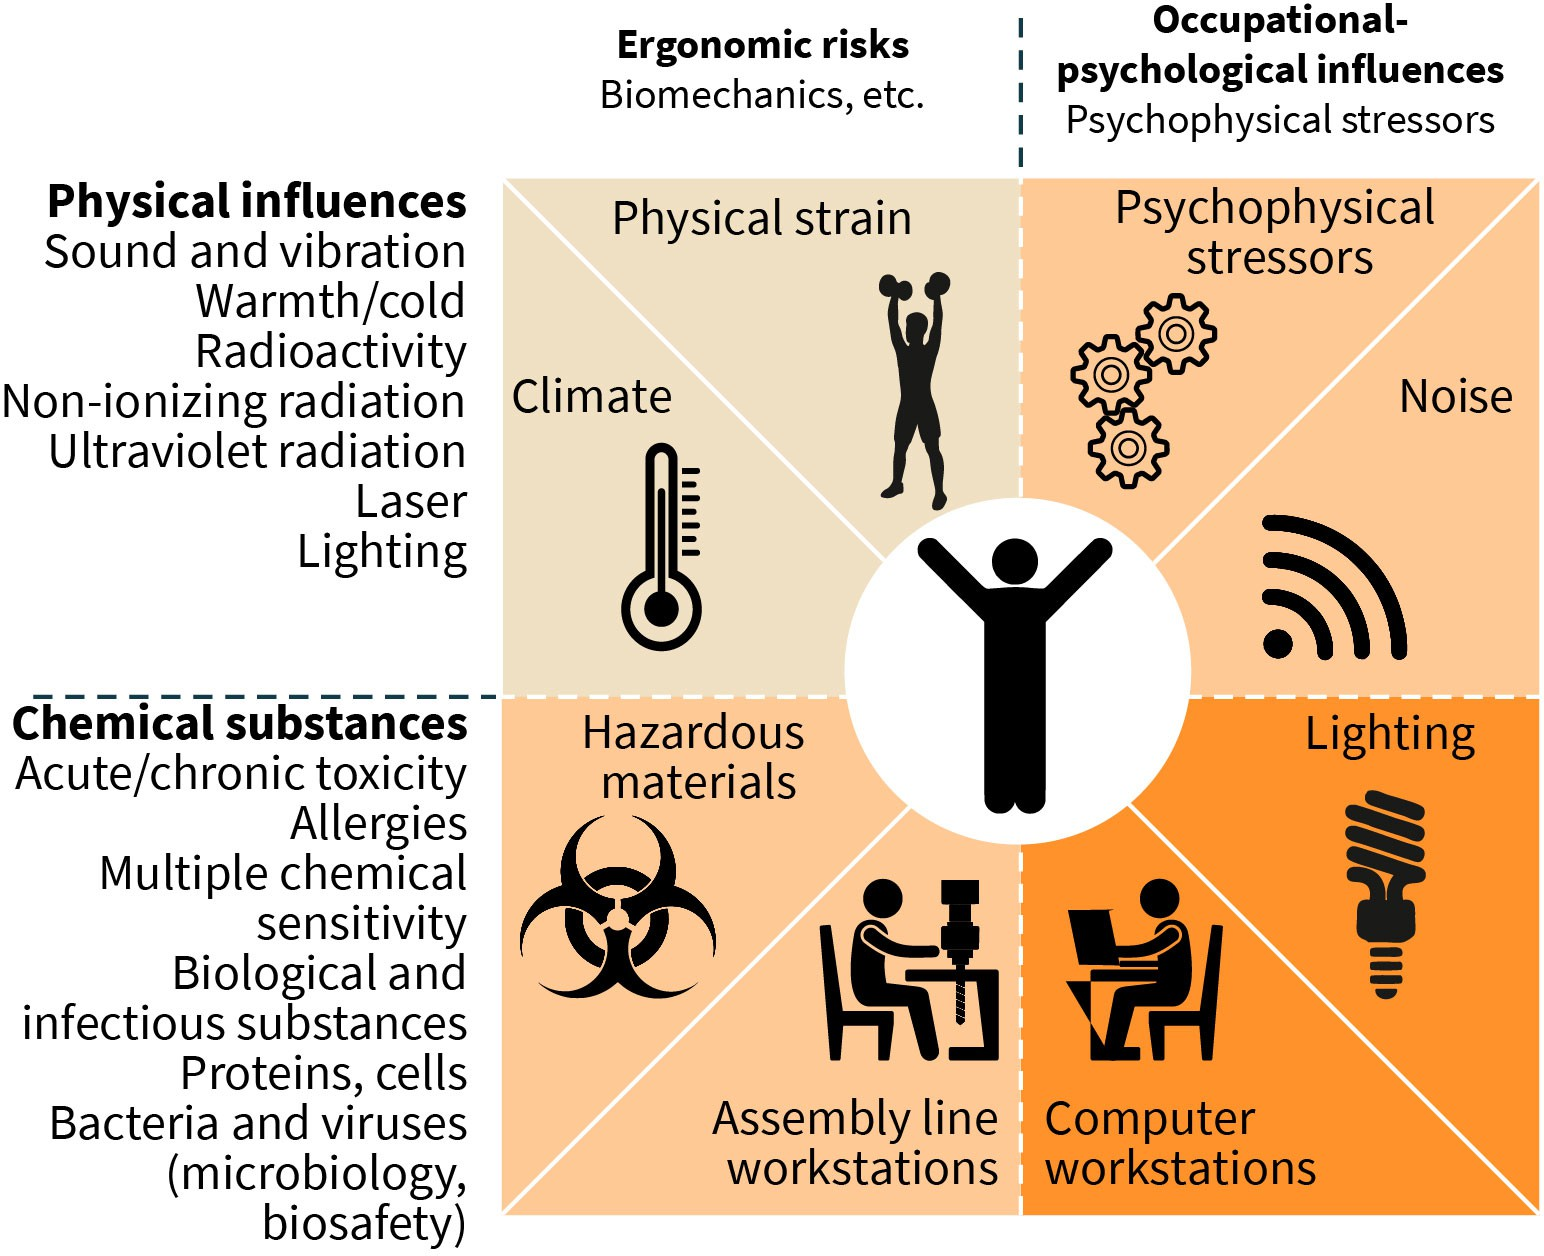 Ergonomic risks
Biomechanics, etc.
Occupational-
psychological influences
Psychophysical stressors
Physical influences
Sound and vibration
Warmth/cold
Radioactivity
Non-ionizing radiation
Ultraviolet radiation
Laser
Lighting
Physical strain
Climate
Psychophysical
stressors
Noise
Chemical substances
Acute/chronic toxicity
Allergies
Multiple chemical
sensitivity
Biological and
infectious substances
Proteins, cells
Bacteria and viruses
(microbiology,
biosafety)
Hazardous
materials
Assembly line
workstations
Lighting
Computer
workstations